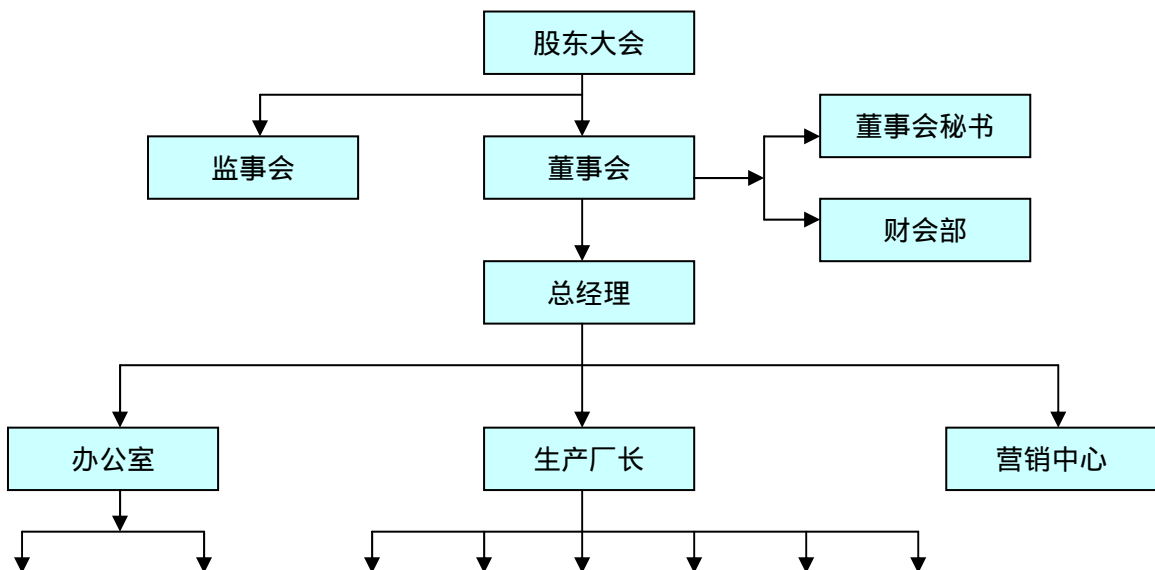 股东大会
监事会
董事会
董事会秘书
财会部
总经理
办公室
生产厂长
营销中心